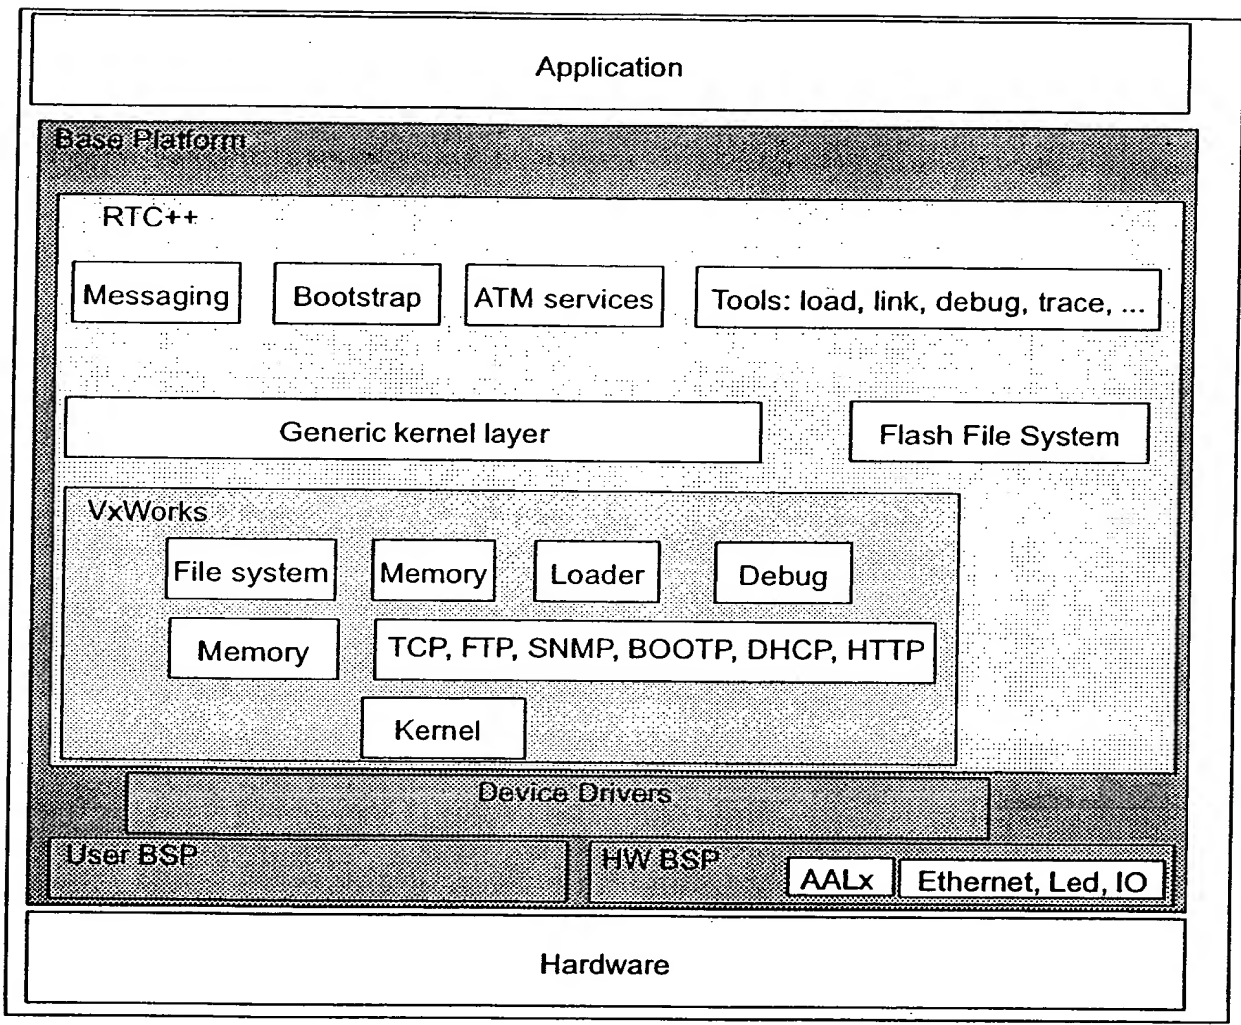 Application
Base Platform
RTC++
Messaging
Bootstrap
ATM services
Tools: load, link, debug, trace, ...
Generic kernel layer
Flash File System
VxWorks
File system
Memory
Loader
Debug
Memory
TCP, FTP, SNMP, BOOTP, DHCP, HTTP
Kernel
Device Drivers
User BSP
HW BSP
AALx
Ethernet, Led, IO
Hardware